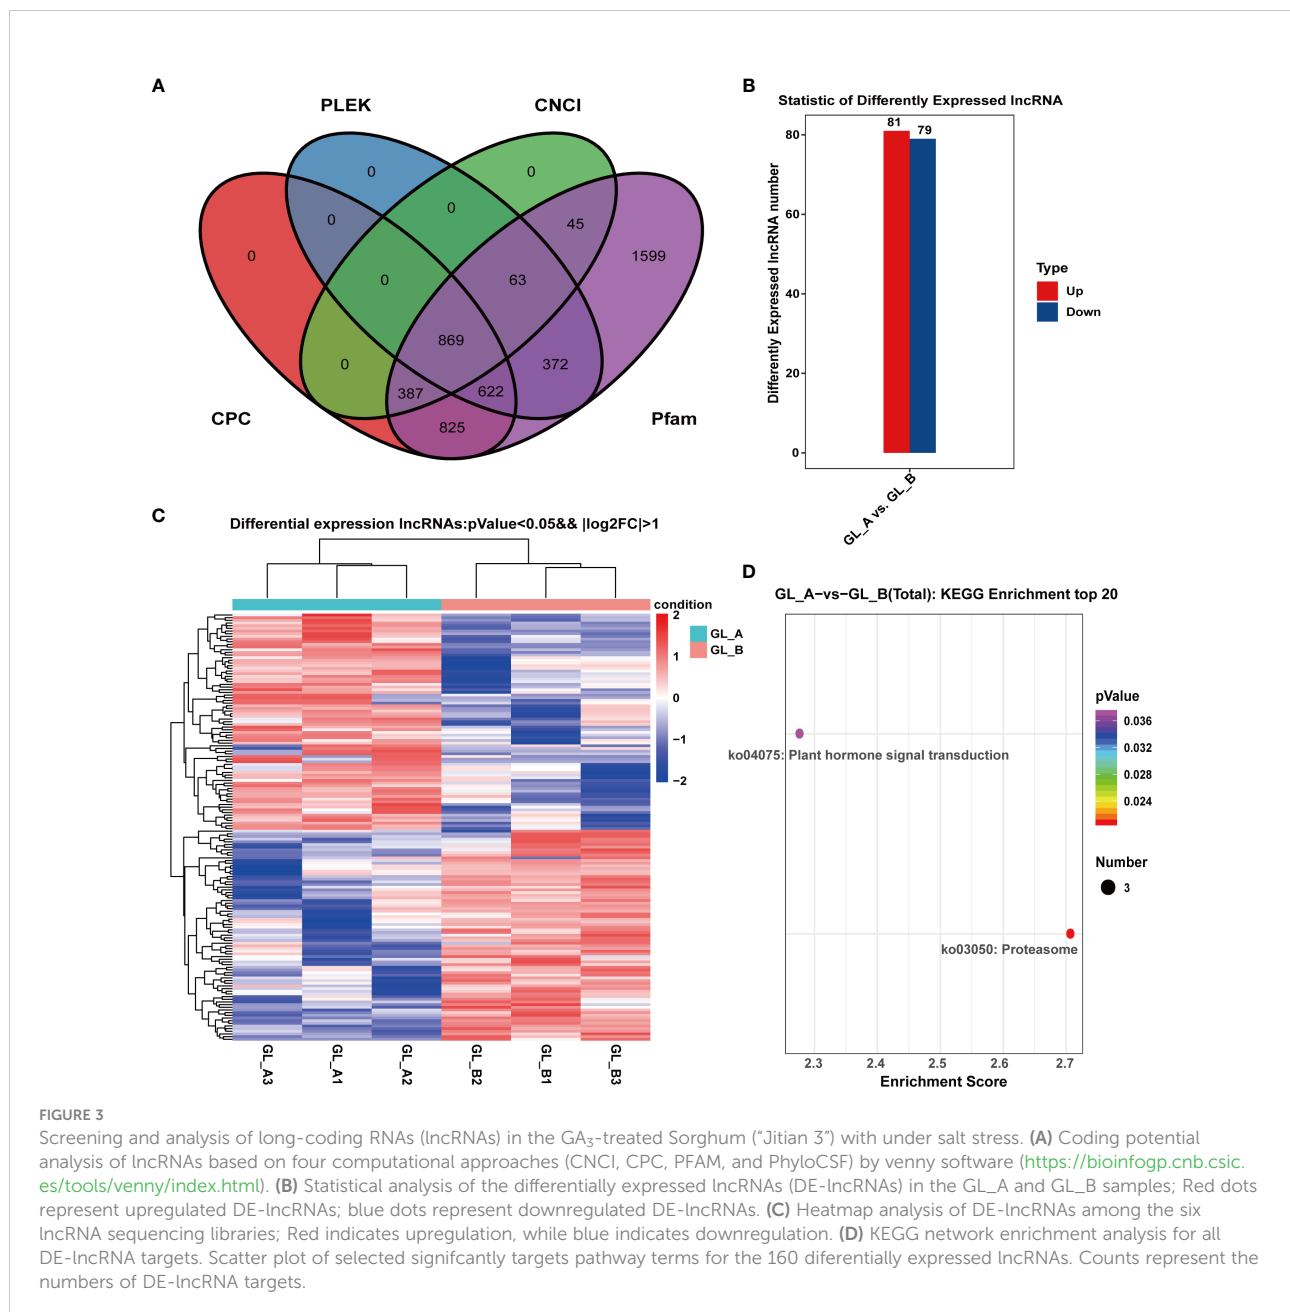 A
PLEK
CNCI
0
0
0
0
45
0
1599
0
63
869
0
372
387
622
825
CPC
Pfam
B
Statistic of Differently Expressed lncRNA
81
79
80
60
40
20
0
Differently Expressed lncRNA number
GL_A vs. GL_B
Type
Up
Down
C
Differential expression lncRNAs:pValue<0.05&& |log2FC|>1
condition
GL_A
GL_B
2
1
0
−1
−2
GL_A3
GL_A1
GL_A2
GL_B2
GL_B1
GL_B3
D
GL_A−vs−GL_B(Total): KEGG Enrichment top 20
ko04075: Plant hormone signal transduction
ko03050: Proteasome
2.3
2.4
2.5
2.6
2.7
Enrichment Score
pValue
0.036
0.032
0.028
0.024
Number
3
FIGURE 3
Screening and analysis of long-coding RNAs (lncRNAs) in the GA3-treated Sorghum (“Jitian 3”) with under salt stress. (A) Coding potential
analysis of lncRNAs based on four computational approaches (CNCI, CPC, PFAM, and PhyloCSF) by venny software (https://bioinfogp.cnb.csic.
es/tools/venny/index.html). (B) Statistical analysis of the differentially expressed lncRNAs (DE-lncRNAs) in the GL_A and GL_B samples; Red dots
represent upregulated DE-lncRNAs; blue dots represent downregulated DE-lncRNAs. (C) Heatmap analysis of DE-lncRNAs among the six
lncRNA sequencing libraries; Red indicates upregulation, while blue indicates downregulation. (D) KEGG network enrichment analysis for all
DE-lncRNA targets. Scatter plot of selected signifcantly targets pathway terms for the 160 diferentially expressed lncRNAs. Counts represent the
numbers of DE-lncRNA targets.